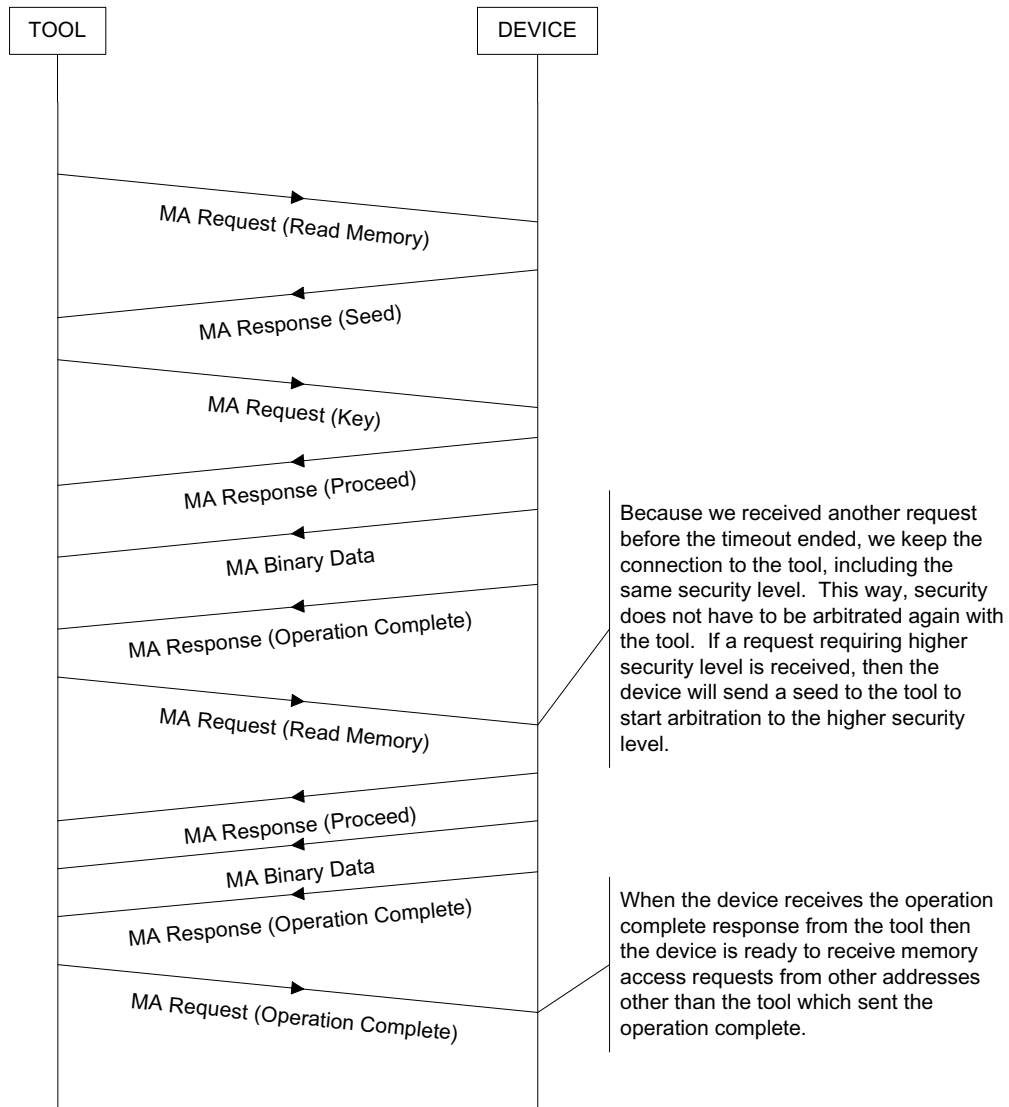 TOOL
DEVICE
MA Request (Read Memory)
MA Response (Seed)
MA Request (Key)
MA Response (Proceed)
MA Binary Data
MA Response (Operation Complete)
MA Request (Read Memory)
Because we received another request
before the timeout ended, we keep the
connection to the tool, including the
same security level. This way, security
does not have to be arbitrated again with
the tool. If a request requiring higher
security level is received, then the
device will send a seed to the tool to
start arbitration to the higher security
level.
MA Response (Proceed)
MA Binary Data
MA Response (Operation Complete)
MA Request (Operation Complete)
When the device receives the operation
complete response from the tool then
the device is ready to receive memory
access requests from other addresses
other than the tool which sent the
operation complete.